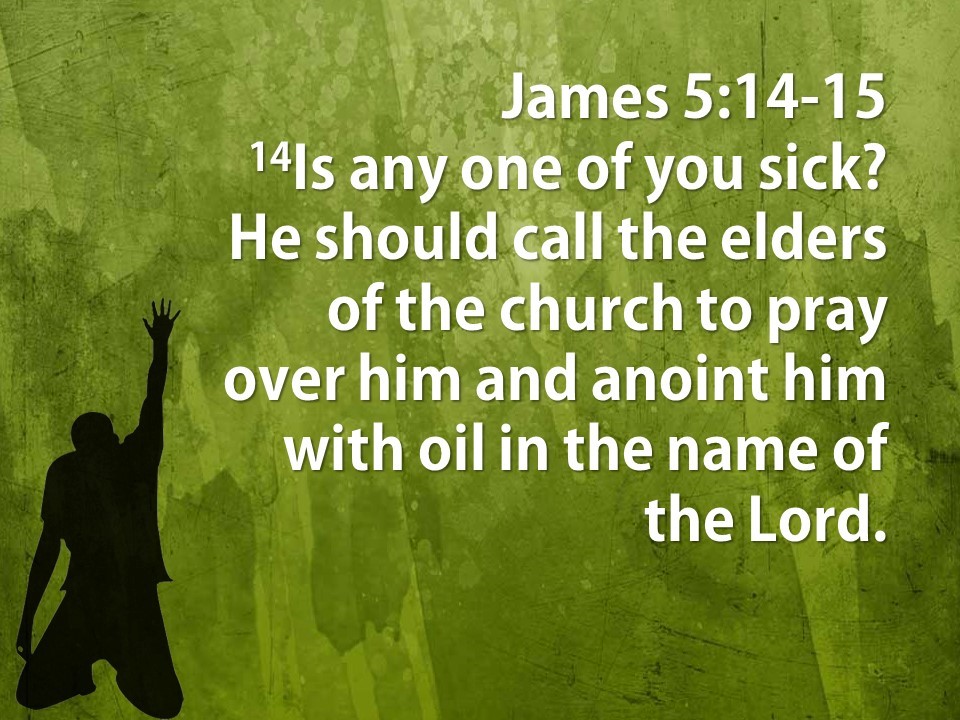 James 5:14-15
¹⁴Is any one of you sick?
He should call the elders
of the church to pray
over him and anoint him
with oil in the name of
the Lord.